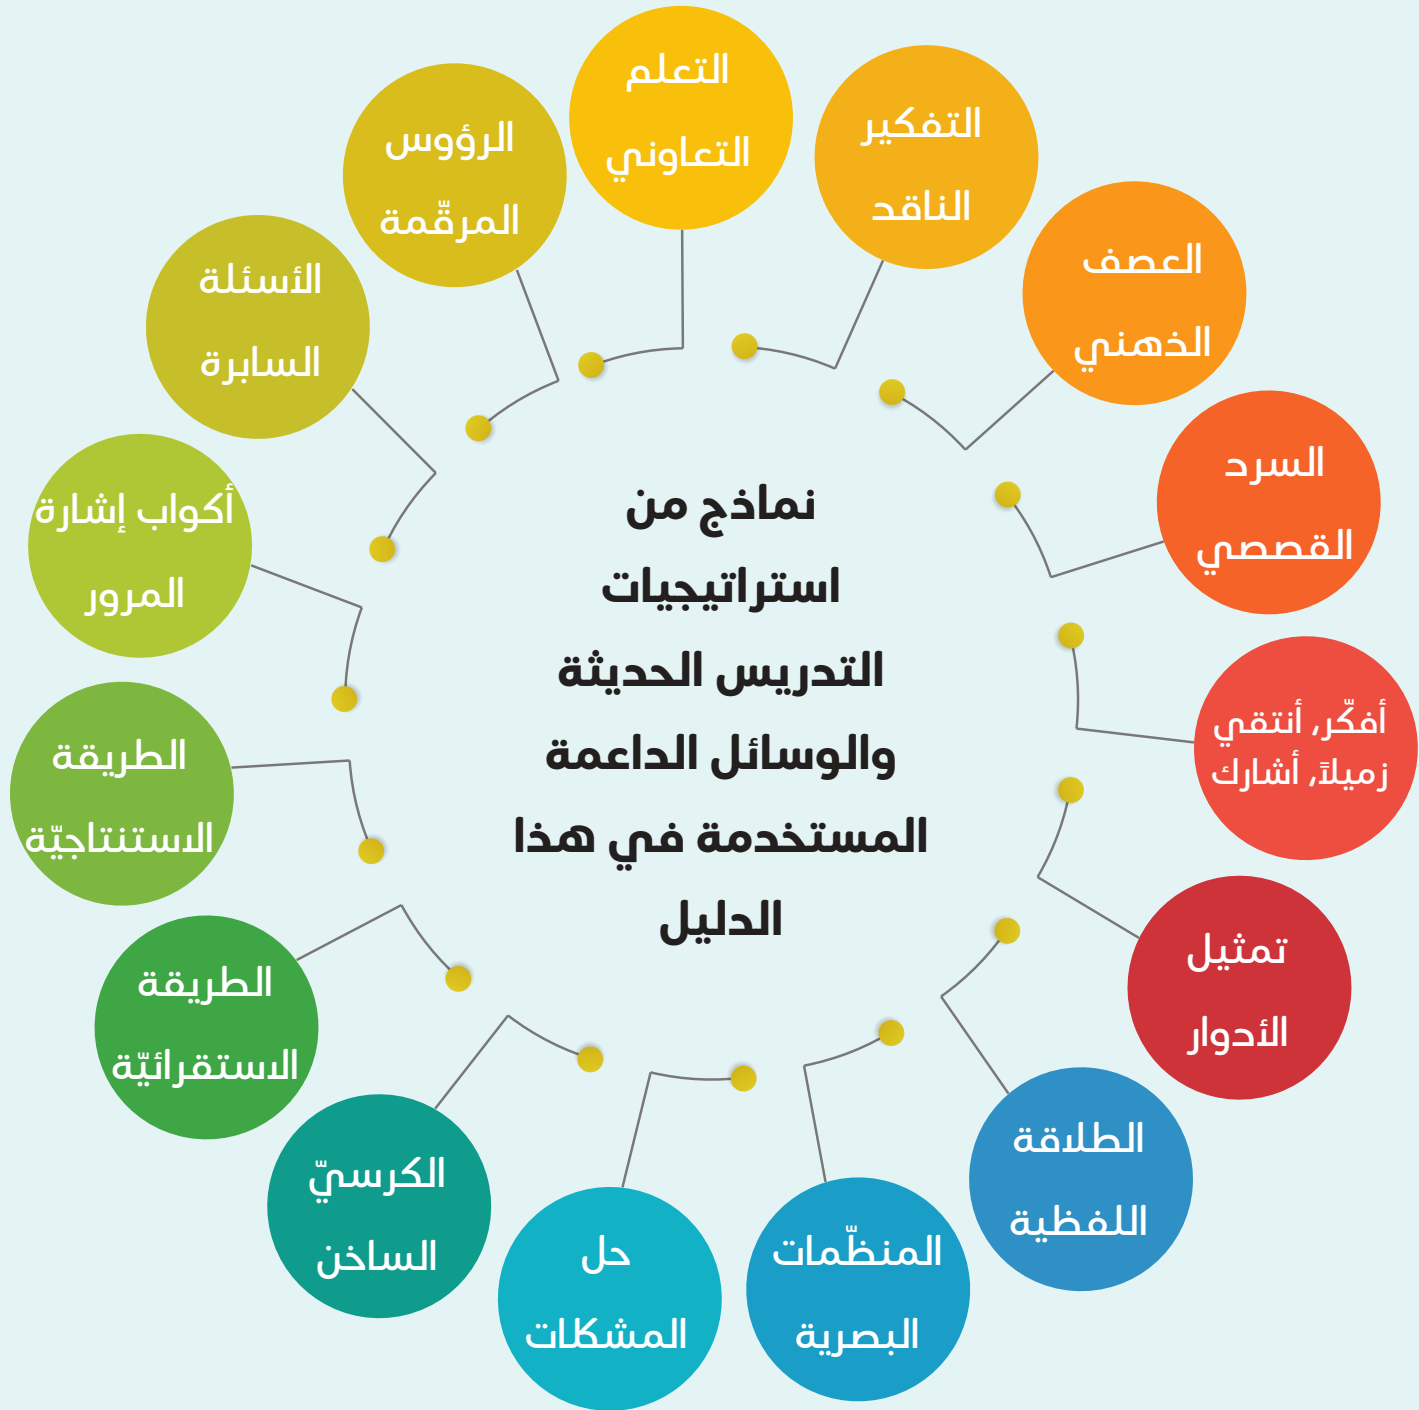 نماذج من
استراتيجيات
التدريس الحديثة
والوسائل الداعمة
المستخدمة في هذا
الدليل
التعلم
التعاوني
التفكير
الناقد
العصف
الذهني
السرد
القصصي
أفكّر، أنتقي
زميلاً، أشارك
تمثيل
الأدوار
الطلاقة
اللفظية
المنظّمات
البصرية
حل
المشكلات
الكرسيّ
الساخن
الطريقة
الاستقرائيّة
الطريقة
الاستنتاجيّة
أكواب إشارة
المرور
الأسئلة
السابرة
الرؤوس
المرقّمة